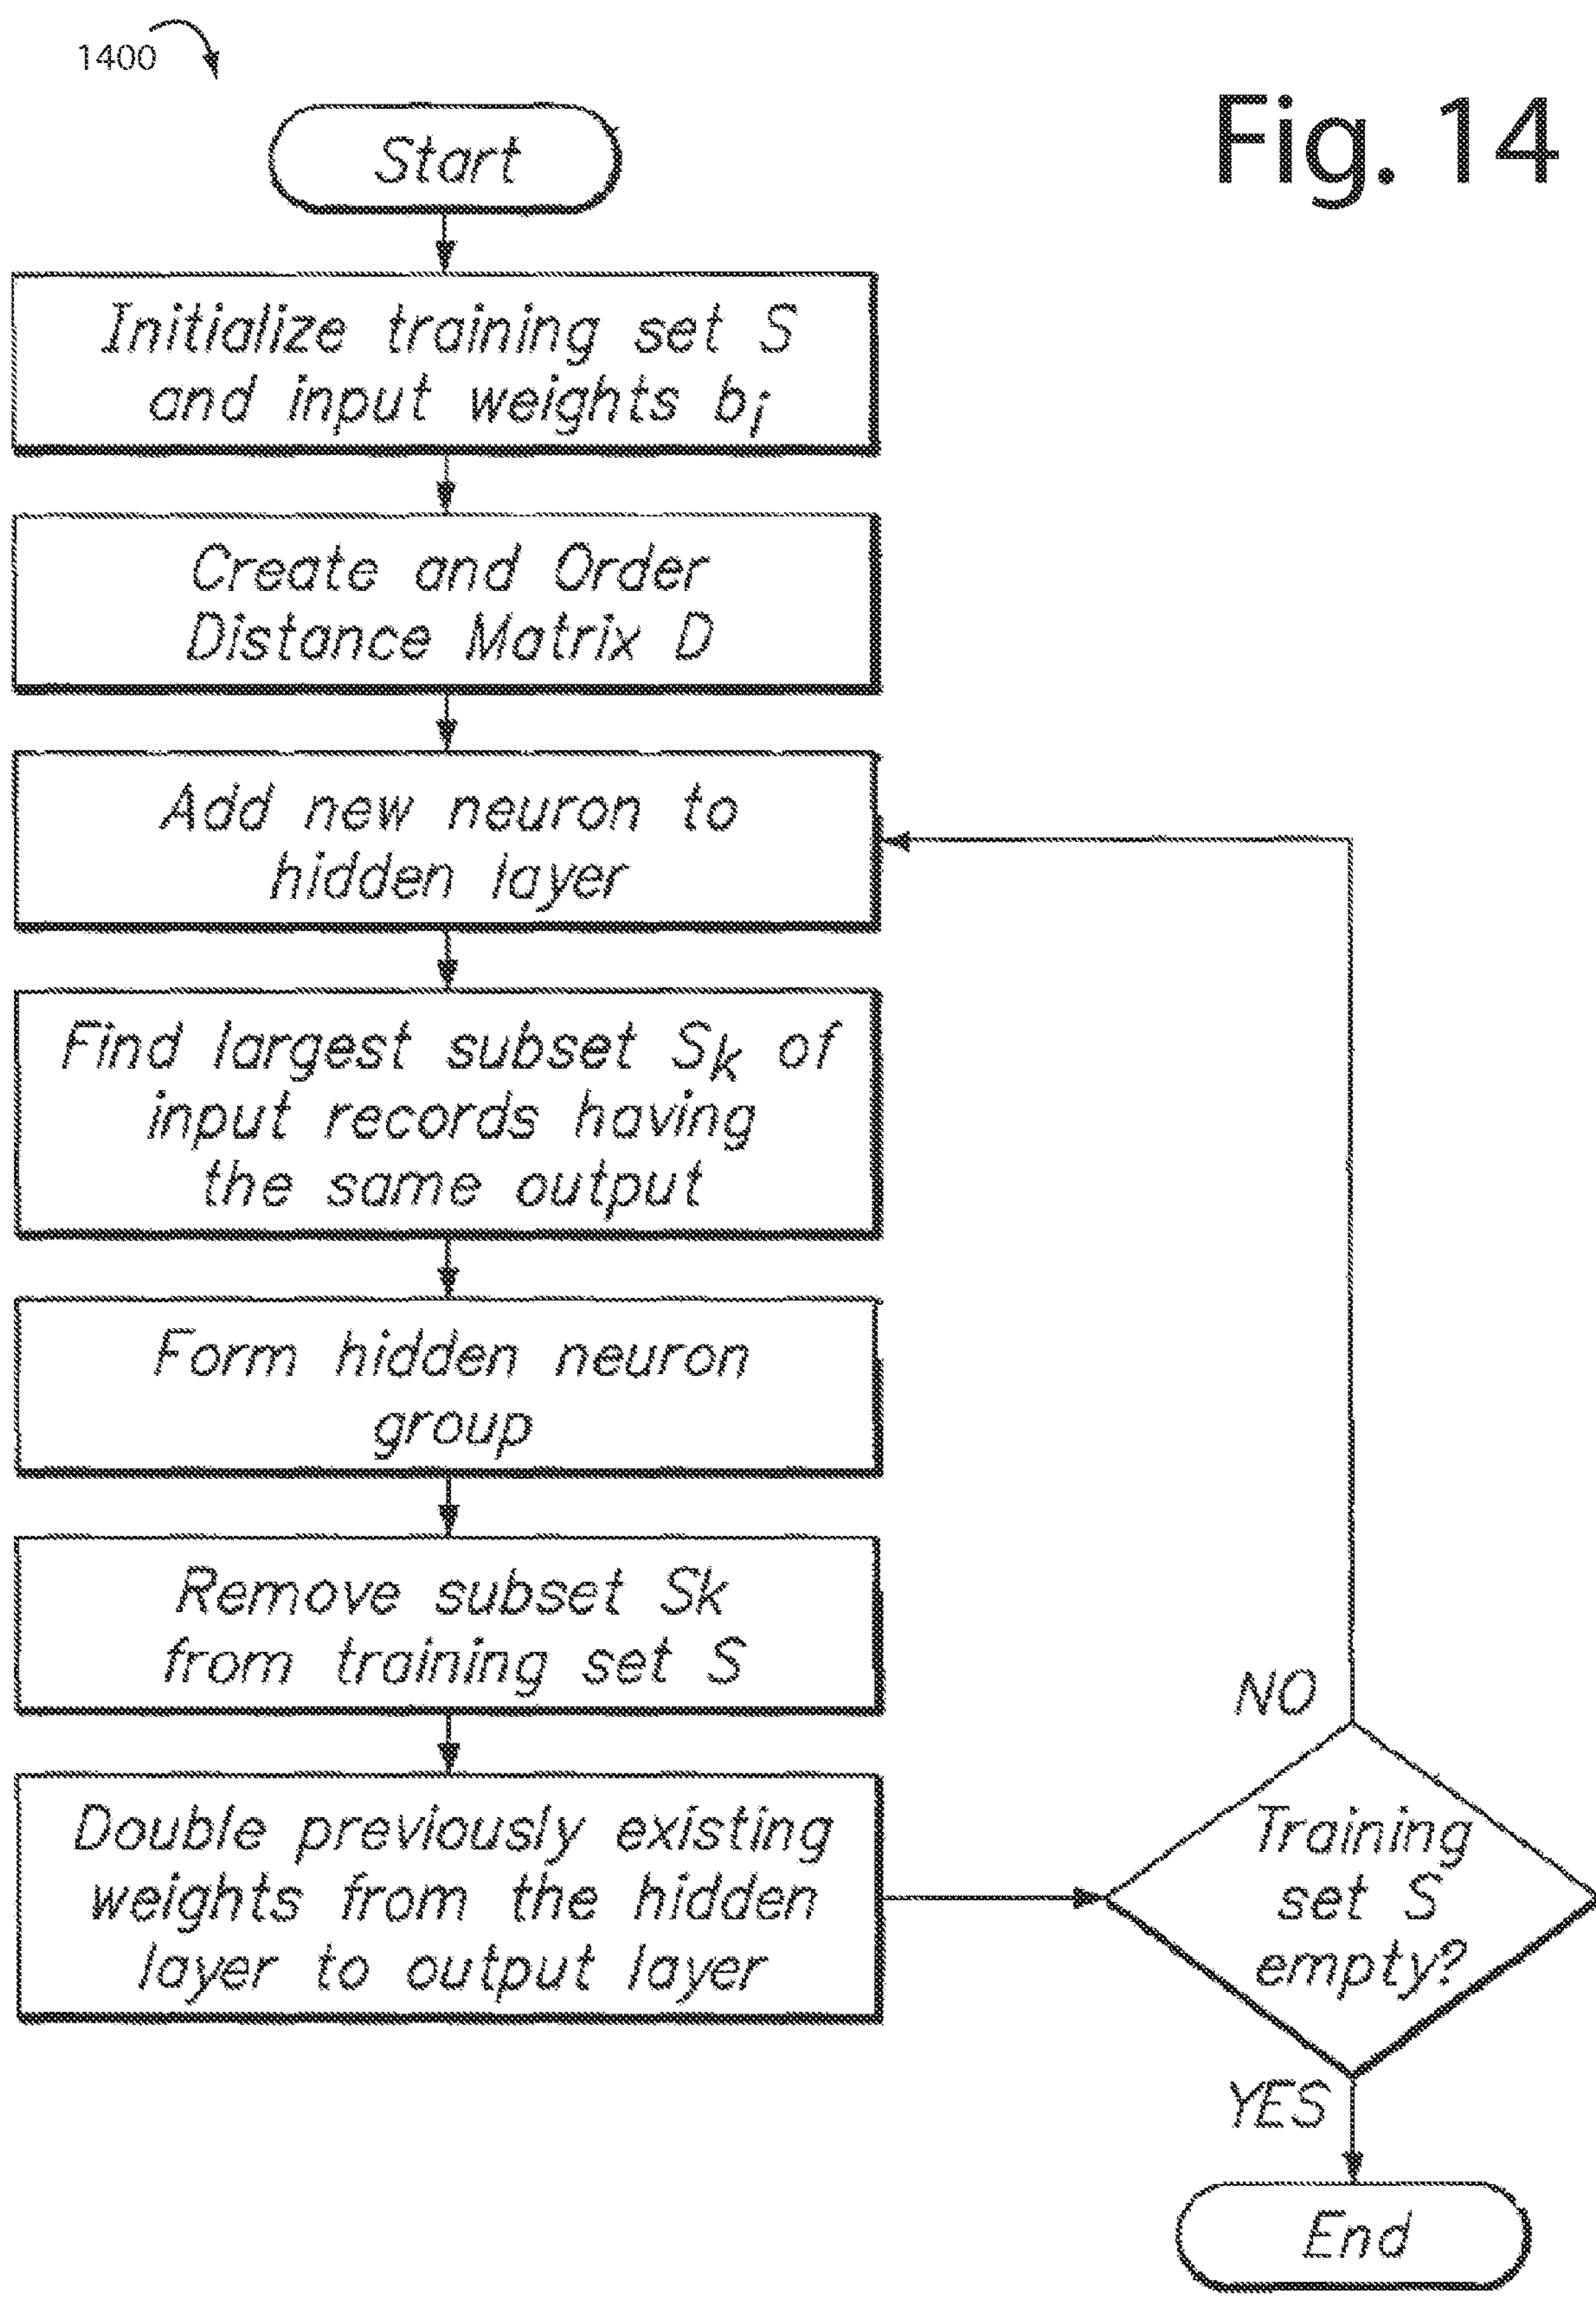 1400
Fig. 14
Start
Initialize training set S
and input weights bi
Create and Order
Distance Matrix D
Add new neuron to
hidden layer
Find largest subset Sk of
input records having
the same output
Form hidden neuron
group
Remove subset Sk
from training set S
Double previously existing
weights from the hidden
layer to output layer
NO
Training
set S
empty?
YES
End